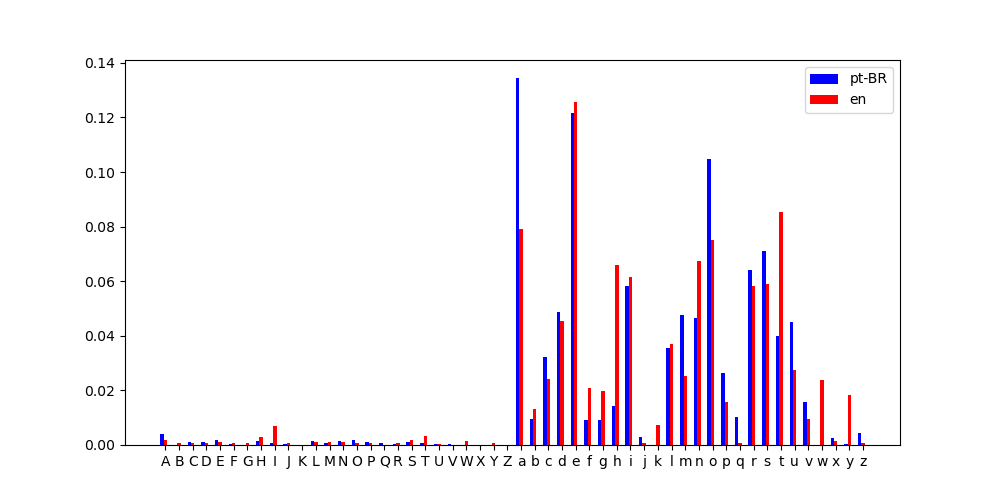 0.14
0.12
0.10
0.08
0.06
0.04
0.02
0.00
pt-BR
en
A B C D E F G H I J K L M N O P Q R S T U V W X Y Z a b c d e f g h i j k l m n o p q r s t u v w x y z